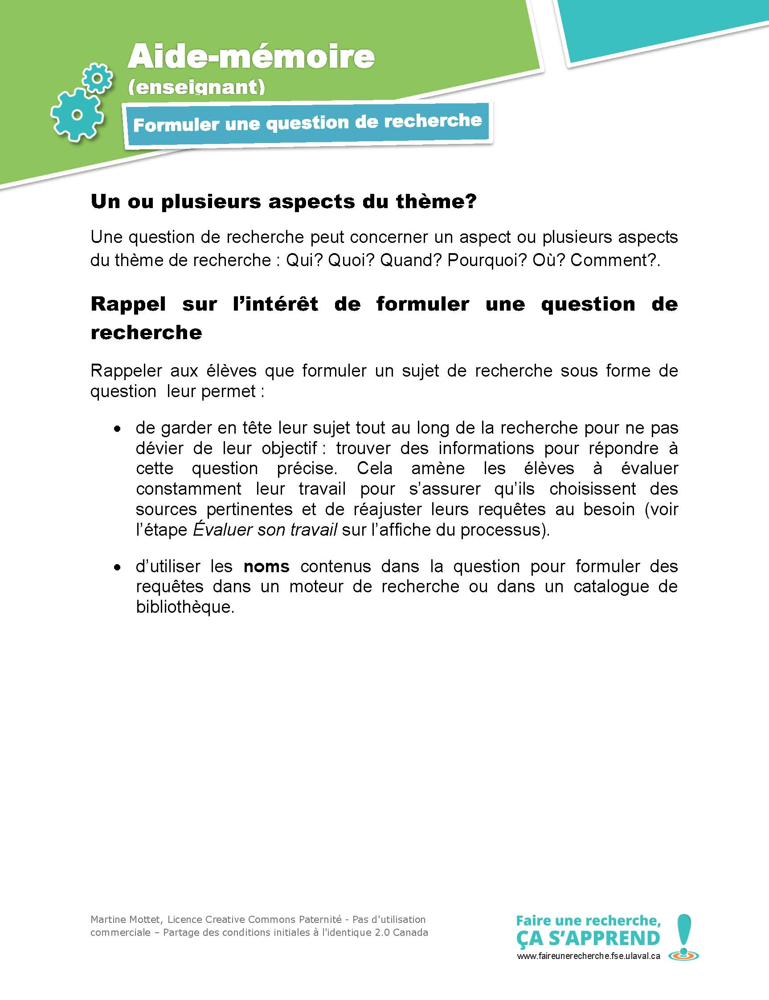 Aide-mémoire
(enseignant)
Formuler une question de recherche
Un ou plusieurs aspects du thème?
Une question de recherche peut concerner un aspect ou plusieurs aspects
du thème de recherche : Qui? Quoi? Quand? Pourquoi? Où? Comment?.
Rappel sur l’intérêt de formuler une question de
recherche
Rappeler aux élèves que formuler un sujet de recherche sous forme de
question  leur permet :
• de garder en tête leur sujet tout au long de la recherche pour ne pas
dévier de leur objectif : trouver des informations pour répondre à
cette question précise. Cela amène les élèves à évaluer
constamment leur travail pour s’assurer qu’ils choisissent des
sources pertinentes et de réajuster leurs requêtes au besoin (voir
l’étape Évaluer son travail sur l’affiche du processus).
• d’utiliser les noms contenus dans la question pour formuler des
requêtes dans un moteur de recherche ou dans un catalogue de
bibliothèque.
Martine Mottet, Licence Creative Commons Paternité - Pas d'utilisation
commerciale – Partage des conditions initiales à l'identique 2.0 Canada
Faire une recherche,
ÇA S’APPREND
www.faireunerecherche.fse.ulaval.ca